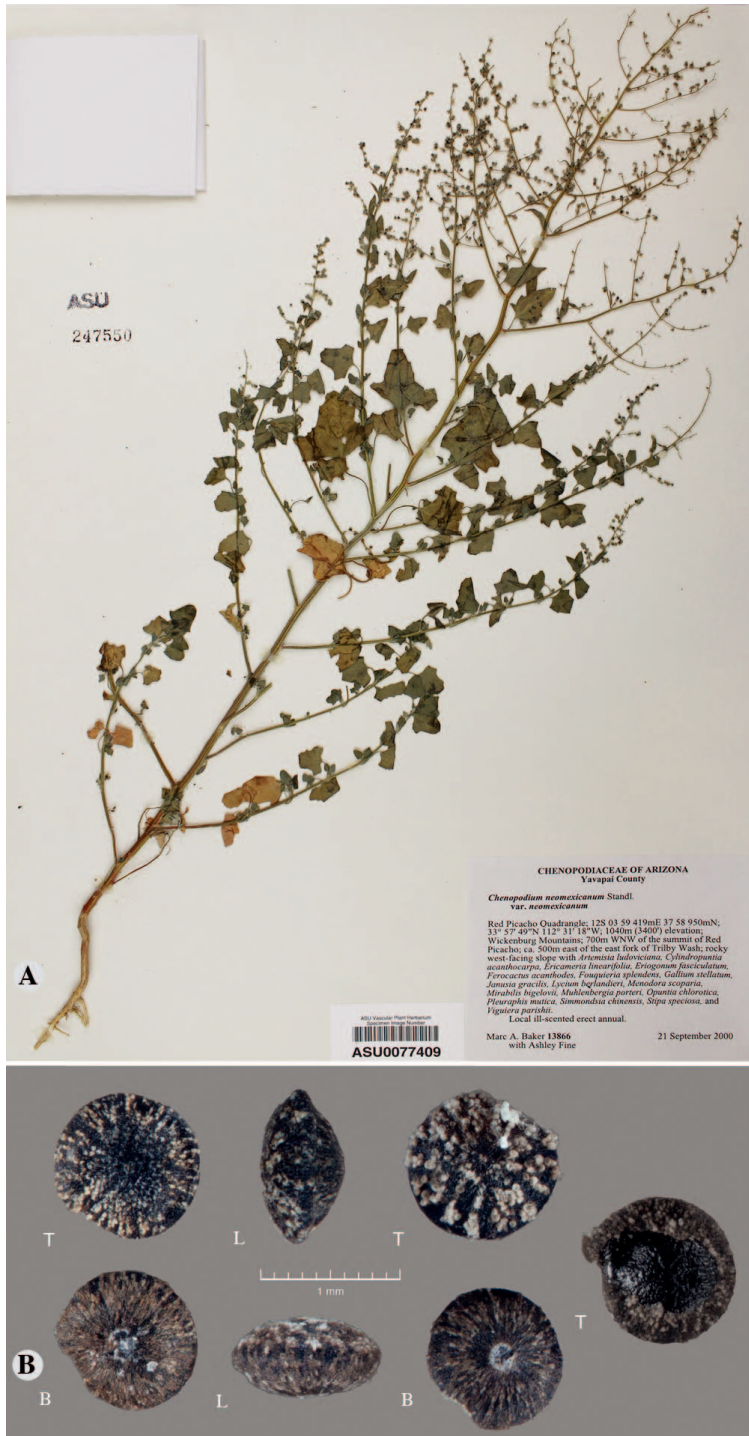 ASU
247550
CHENOPODIACEAE OF ARIZONA
Yavapai County
Chenopodium neomexicanum Standl.
var. neomexicanum
Red Picacho Quadrangle; 12S 03 59 419mE 37 58 950mN;
33° 57' 49"N 112° 31' 18"W; 1040m (3400') elevation;
Wickenburg Mountains; 700m WNW of the summit of Red
Picacho; ca. 500m east of the east fork of Trilby Wash; rocky
west-facing slope with Artemisia ludoviciana, Cylindropuntia
acanthocarpa, Ericameria linearifolia, Eriogonum fasciculatum,
Ferocactus acanthodes, Fouquieria splendens, Gallium stellatum,
Janusia gracilis, Lycium berlandieri, Menodora scoparia,
Mirabilis bigelovii, Muhlenbergia porteri, Opuntia chlorotica,
Pleuraphis mutica, Simmondsia chinensis, Stipa speciosa, and
Viguiera parishii.
Local ill-scented erect annual.
Marc A. Baker 13866 21 September 2000
with Ashley Fine
ASU Vascular Plant Herbarium
Specimen Image Number
ASU0077409
A
T L T
1 mm
T
B
B L B